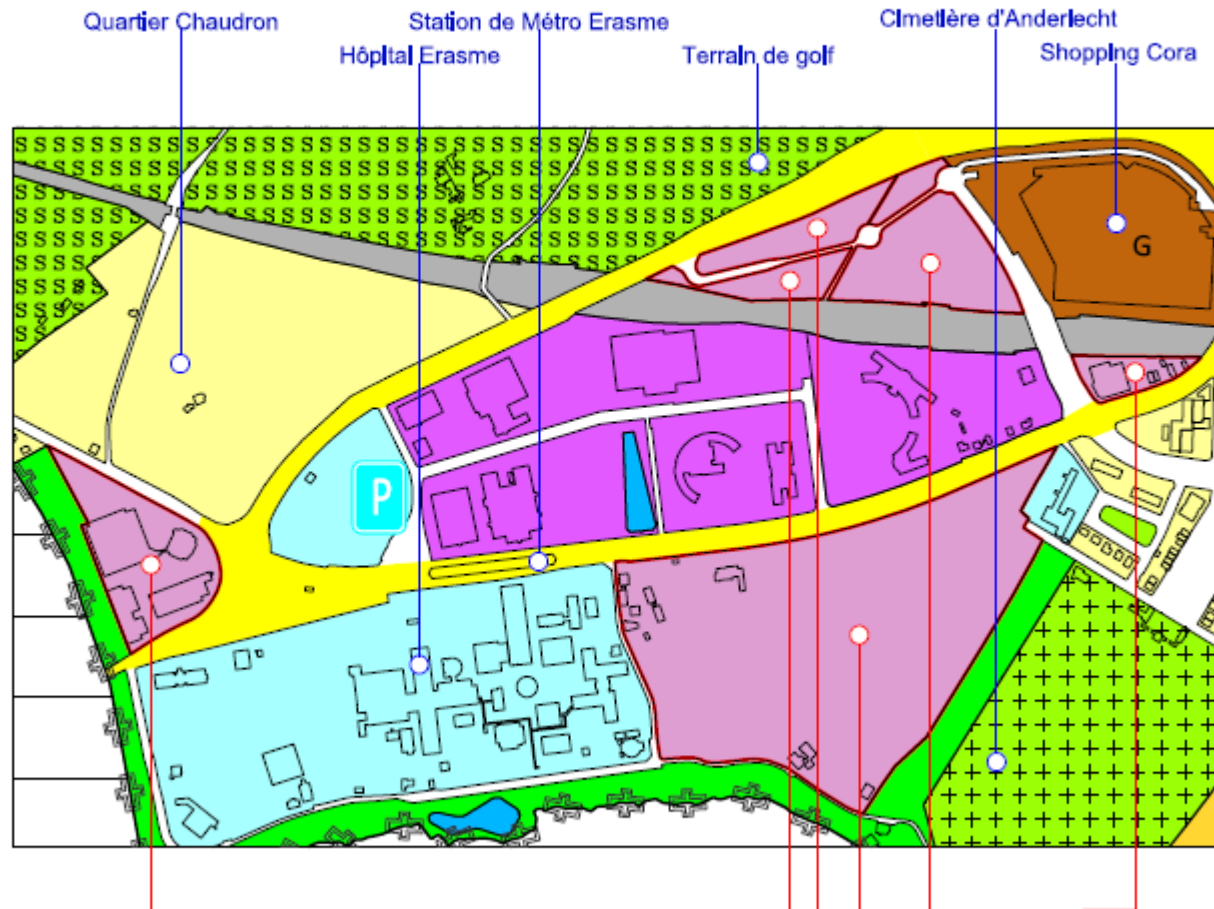 Quartier Chaudron
Station de Métro Erasme
Cimetière d'Anderlecht
Hôpital Erasme
Terrain de golf
Shopping Cora
G
P